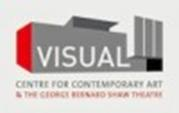 VISUAL
CENTRE FOR CONTEMPORARY ART
& THE GEORGE BERNARD SHAW THEATRE